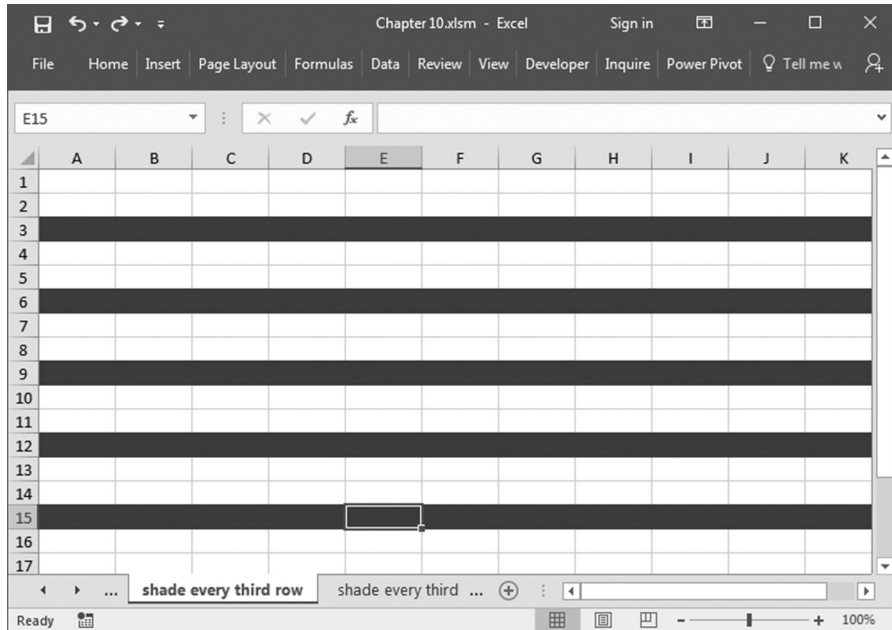 Chapter 10.xlsm - Excel Sign in
File Home Insert Page Layout Formulas Data Review View Developer Inquire Power Pivot Tell me w
E15 fx
A B C D E F G H I J K
1
2
3
4
5
6
7
8
9
10
11
12
13
14
15
16
17
... shade every third row shade every third ...
Ready 100%